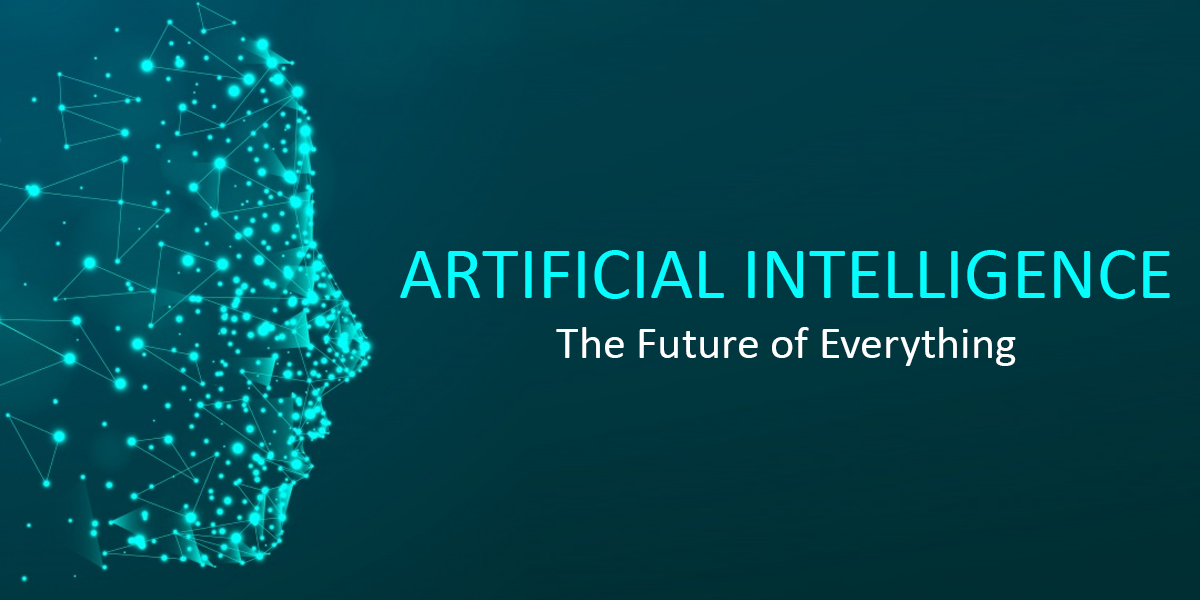 ARTIFICIAL INTELLIGENCE
The Future of Everything